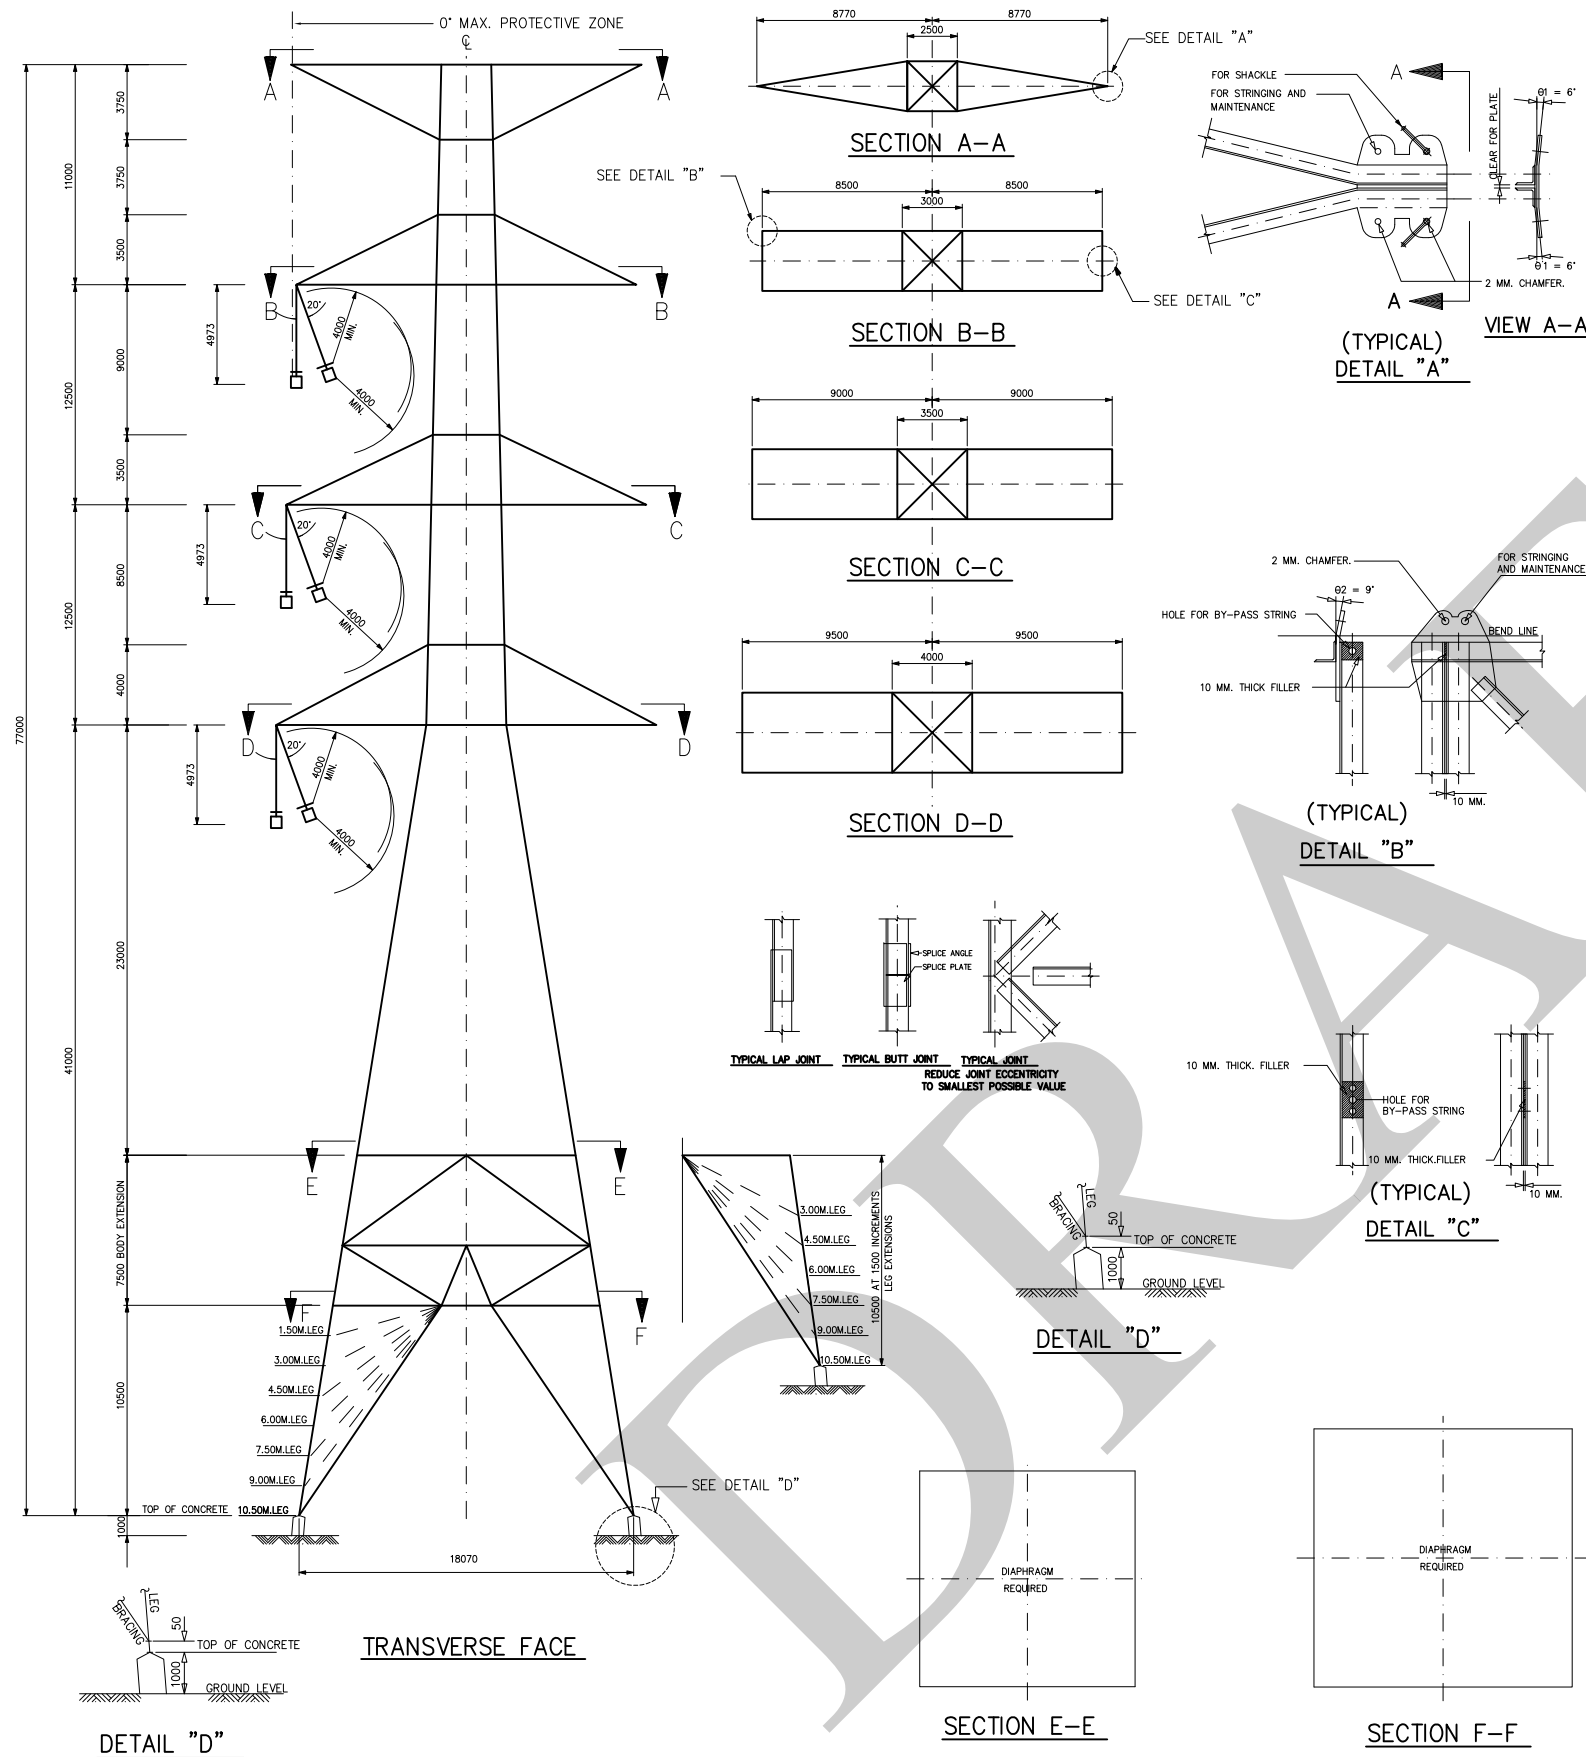 0° MAX. PROTECTIVE ZONE
℄
A
A
B
B
C
C
D
D
E
E
F
F
77000
11000
12500
12500
41000
3750
3750
3500
9000
3500
8500
4000
23000
7500 BODY EXTENSION
10500
1000
4973
20°
4000
MIN.
4000
MIN.
4973
20°
4000
MIN.
4000
MIN.
4973
20°
4000
MIN.
4000
MIN.
1.50M.LEG
3.00M.LEG
4.50M.LEG
6.00M.LEG
7.50M.LEG
9.00M.LEG
TOP OF CONCRETE
10.50M.LEG
18070
SEE DETAIL "D"
TRANSVERSE FACE
LEG
BRACING
50
TOP OF CONCRETE
1000
GROUND LEVEL
DETAIL "D"
8770
8770
2500
SEE DETAIL "A"
SECTION A-A
SEE DETAIL "B"
8500
8500
3000
SEE DETAIL "C"
SECTION B-B
9000
9000
3500
SECTION C-C
9500
9500
4000
SECTION D-D
SPLICE ANGLE
SPLICE PLATE
TYPICAL LAP JOINT
TYPICAL BUTT JOINT
TYPICAL JOINT
REDUCE JOINT ECCENTRICITY
TO SMALLEST POSSIBLE VALUE
3.00M.LEG
4.50M.LEG
6.00M.LEG
7.50M.LEG
9.00M.LEG
10.50M.LEG
10500 AT 1500 INCREMENTS
LEG EXTENSIONS
LEG
BRACING
50
TOP OF CONCRETE
1000
GROUND LEVEL
DETAIL "D"
DIAPHRAGM
REQUIRED
SECTION E-E
DIAPHRAGM
REQUIRED
SECTION F-F
FOR SHACKLE
FOR STRINGING AND
MAINTENANCE
A
A
CLEAR FOR PLATE
θ1 = 6°
θ1 = 6°
2 MM. CHAMFER.
VIEW A-A
(TYPICAL)
DETAIL "A"
2 MM. CHAMFER.
FOR STRINGING
AND MAINTENANCE
θ2 = 9°
HOLE FOR BY-PASS STRING
BEND LINE
10 MM. THICK FILLER
10 MM.
(TYPICAL)
DETAIL "B"
10 MM. THICK. FILLER
HOLE FOR
BY-PASS STRING
10 MM. THICK.FILLER
10 MM.
(TYPICAL)
DETAIL "C"
DRAF